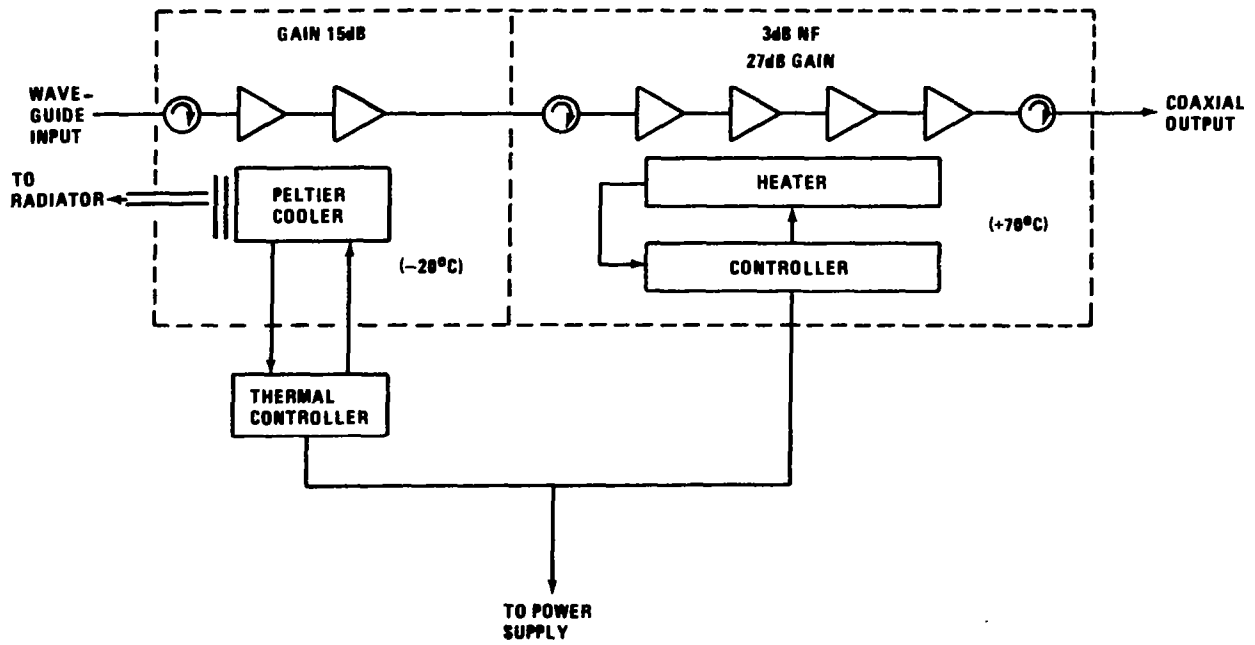 GAIN 15dB
3dB NF
27dB GAIN
WAVE-
GUIDE
INPUT
COAXIAL
OUTPUT
TO
RADIATOR
PELTIER
COOLER
HEATER
(-20°C)
CONTROLLER
(+70°C)
THERMAL
CONTROLLER
TO POWER
SUPPLY